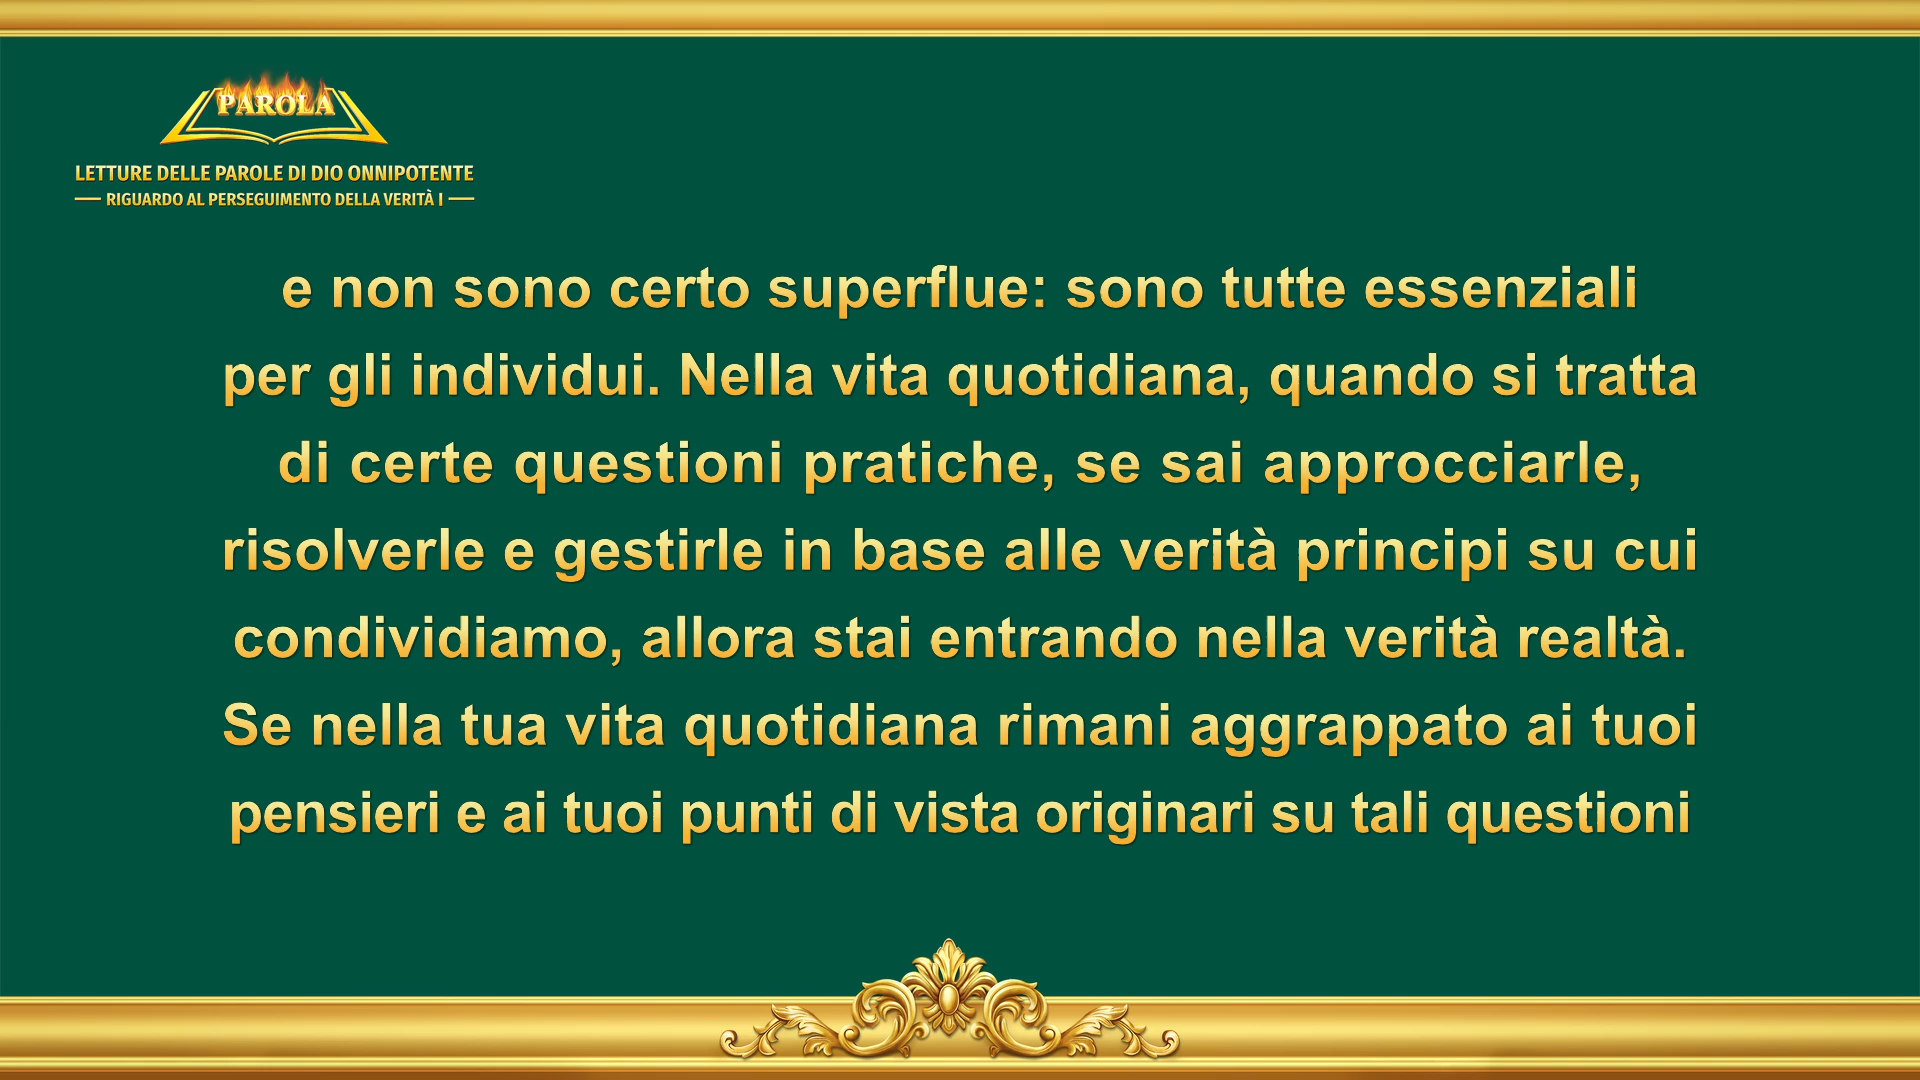 PAROLA
LETTURE DELLE PAROLE DI DIO ONNIPOTENTE
RIGUARDO AL PERSEGUIMENTO DELLA VERITÀ I
e non sono certo superflue: sono tutte essenziali
per gli individui. Nella vita quotidiana, quando si tratta
di certe questioni pratiche, se sai approcciarle,
risolverle e gestirle in base alle verità principi su cui
condividiamo, allora stai entrando nella verità realtà.
Se nella tua vita quotidiana rimani aggrappato ai tuoi
pensieri e ai tuoi punti di vista originari su tali questioni